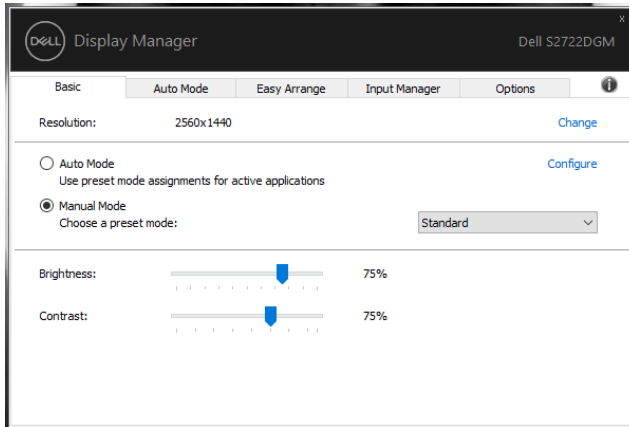 x
DELL Display Manager Dell S2722DGM
Basic Auto Mode Easy Arrange Input Manager Options i
Resolution: 2560x1440 Change
Auto Mode Configure
Use preset mode assignments for active applications
Manual Mode
Choose a preset mode: Standard
Brightness: 75%
Contrast: 75%